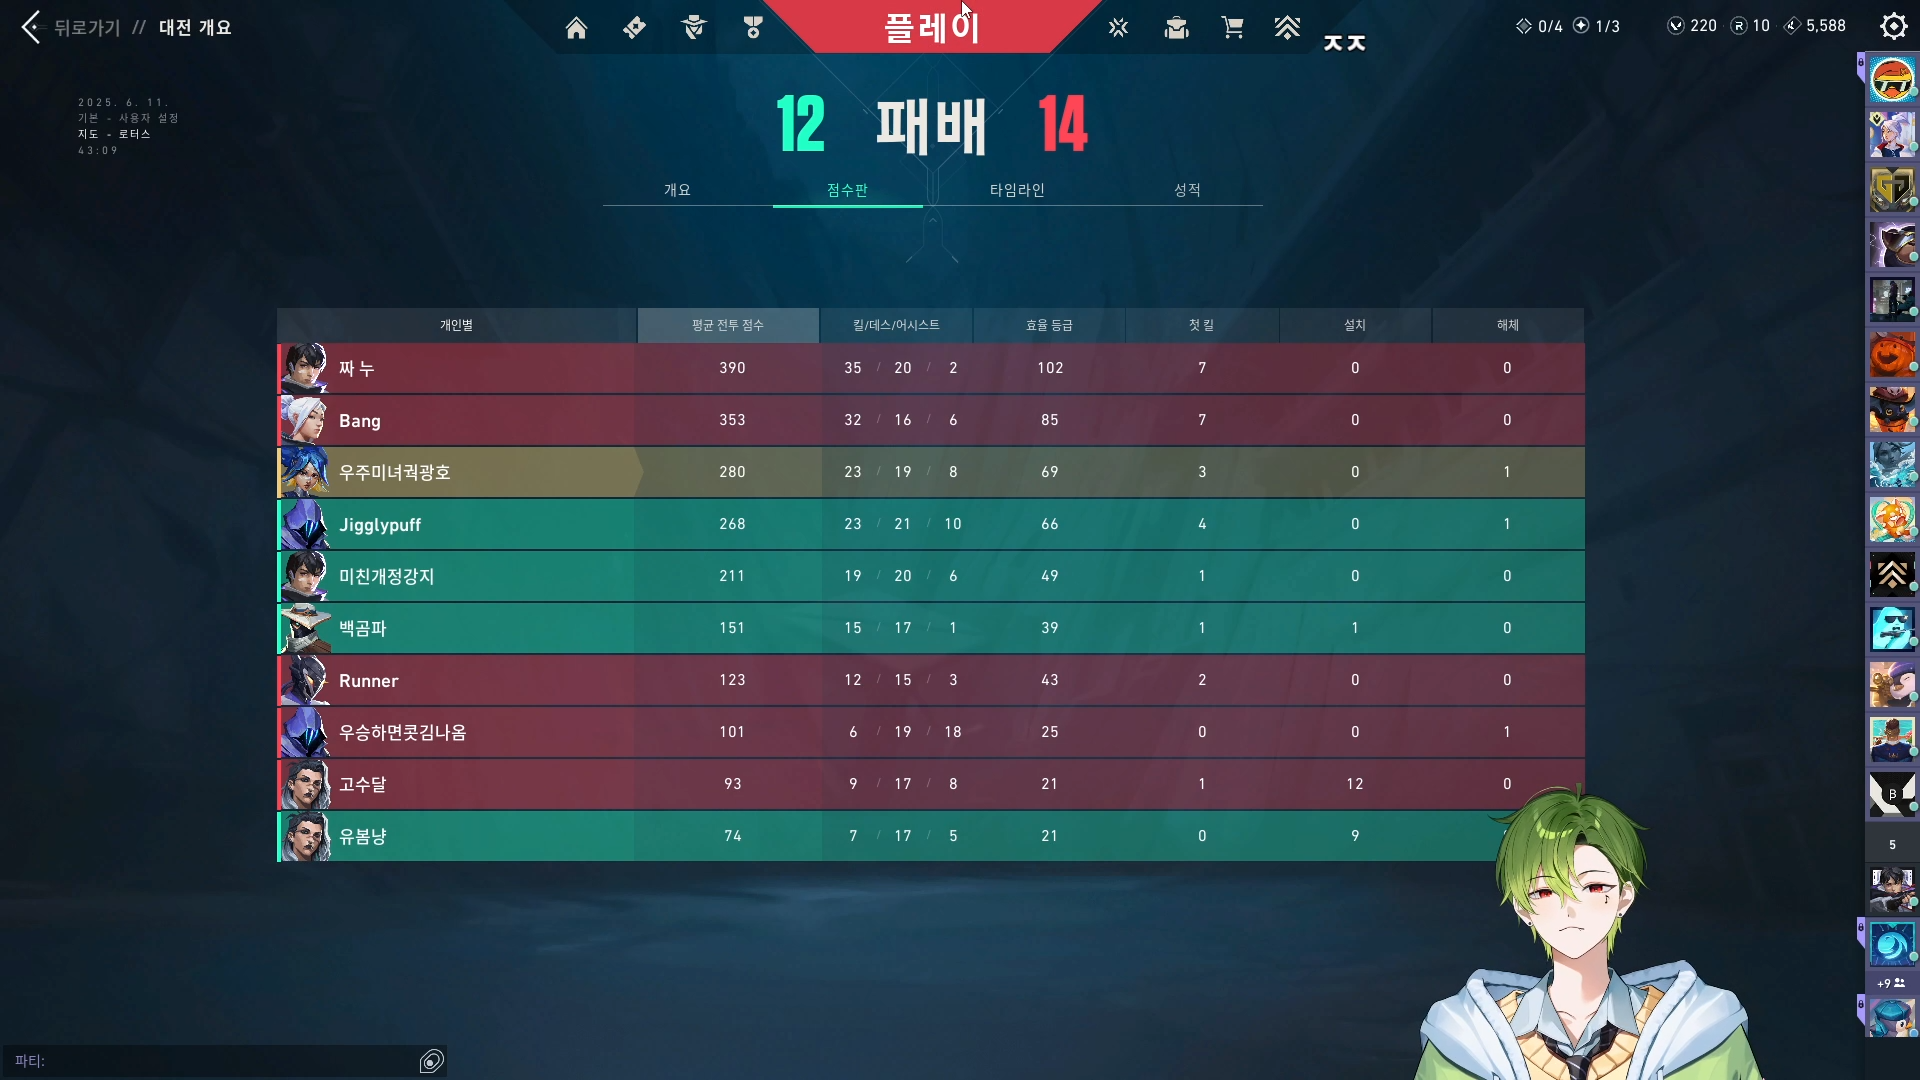 뒤로가기 // 대전 개요
플레이
ㅈㅈ
0/4 1/3 220 10 5,588
2025. 6. 11.
기본 - 사용자 설정
지도 - 로터스
43:09
12 패배 14
개요 점수판 타임라인 성적
개인별 평균 전투 점수 킬/데스/어시스트 효율 등급 첫 킬 설치 해체
짜 누 390 35 / 20 / 2 102 7 0 0
Bang 353 32 / 16 / 6 85 7 0 0
우주미녀궉광호 280 23 / 19 / 8 69 3 0 1
Jigglypuff 268 23 / 21 / 10 66 4 0 1
미친개정강지 211 19 / 20 / 6 49 1 0 0
백곰파 151 15 / 17 / 1 39 1 1 0
Runner 123 12 / 15 / 3 43 2 0 0
우승하면콧김나옴 101 6 / 19 / 18 25 0 0 1
고수달 93 9 / 17 / 8 21 1 12 0
유봄냥 74 7 / 17 / 5 21 0 9
5
+9
파티: